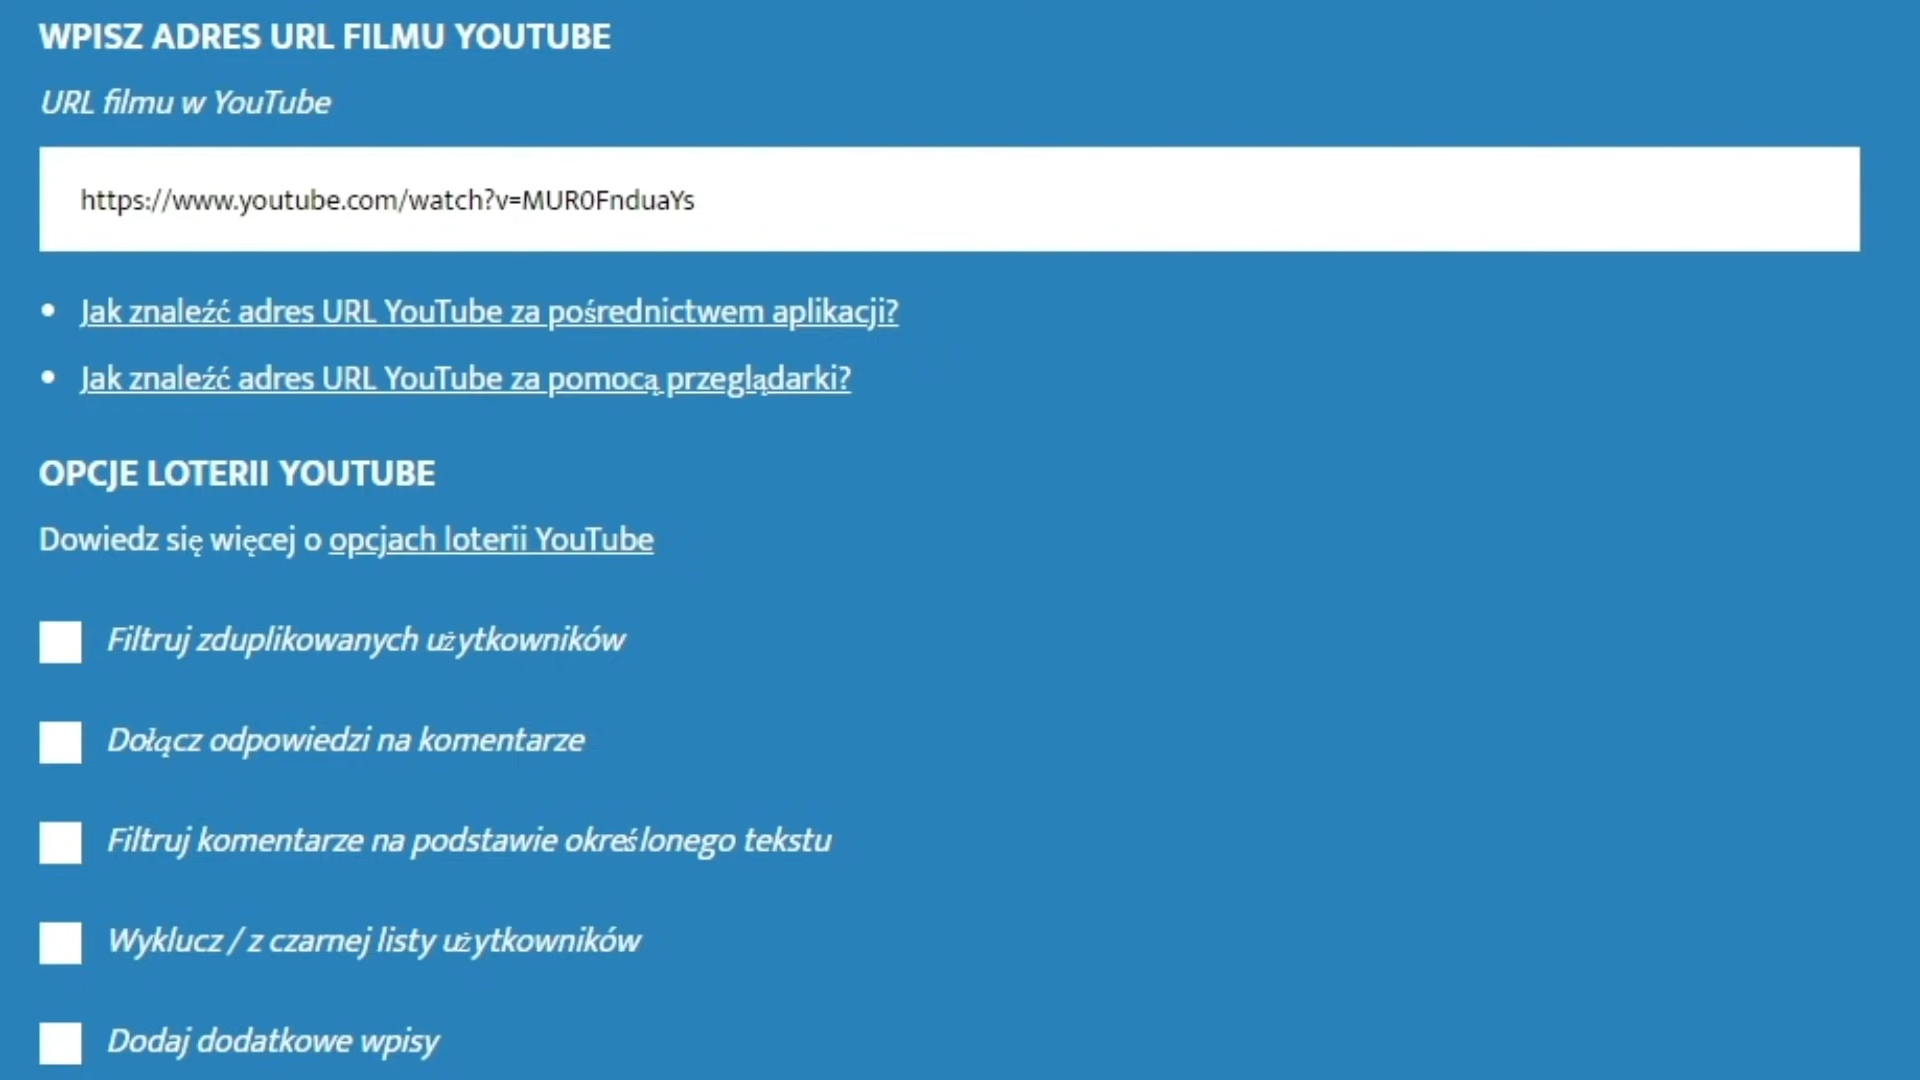 WPISZ ADRES URL FILMU YOUTUBE
URL filmu w YouTube
https://www.youtube.com/watch?v=MUR0FnduaYs
Jak znaleźć adres URL YouTube za pośrednictwem aplikacji?
Jak znaleźć adres URL YouTube za pomocą przeglądarki?
OPCJE LOTERII YOUTUBE
Dowiedz się więcej o opcjach loterii YouTube
Filtruj zduplikowanych użytkowników
Dołącz odpowiedzi na komentarze
Filtruj komentarze na podstawie określonego tekstu
Wyklucz / z czarnej listy użytkowników
Dodaj dodatkowe wpisy